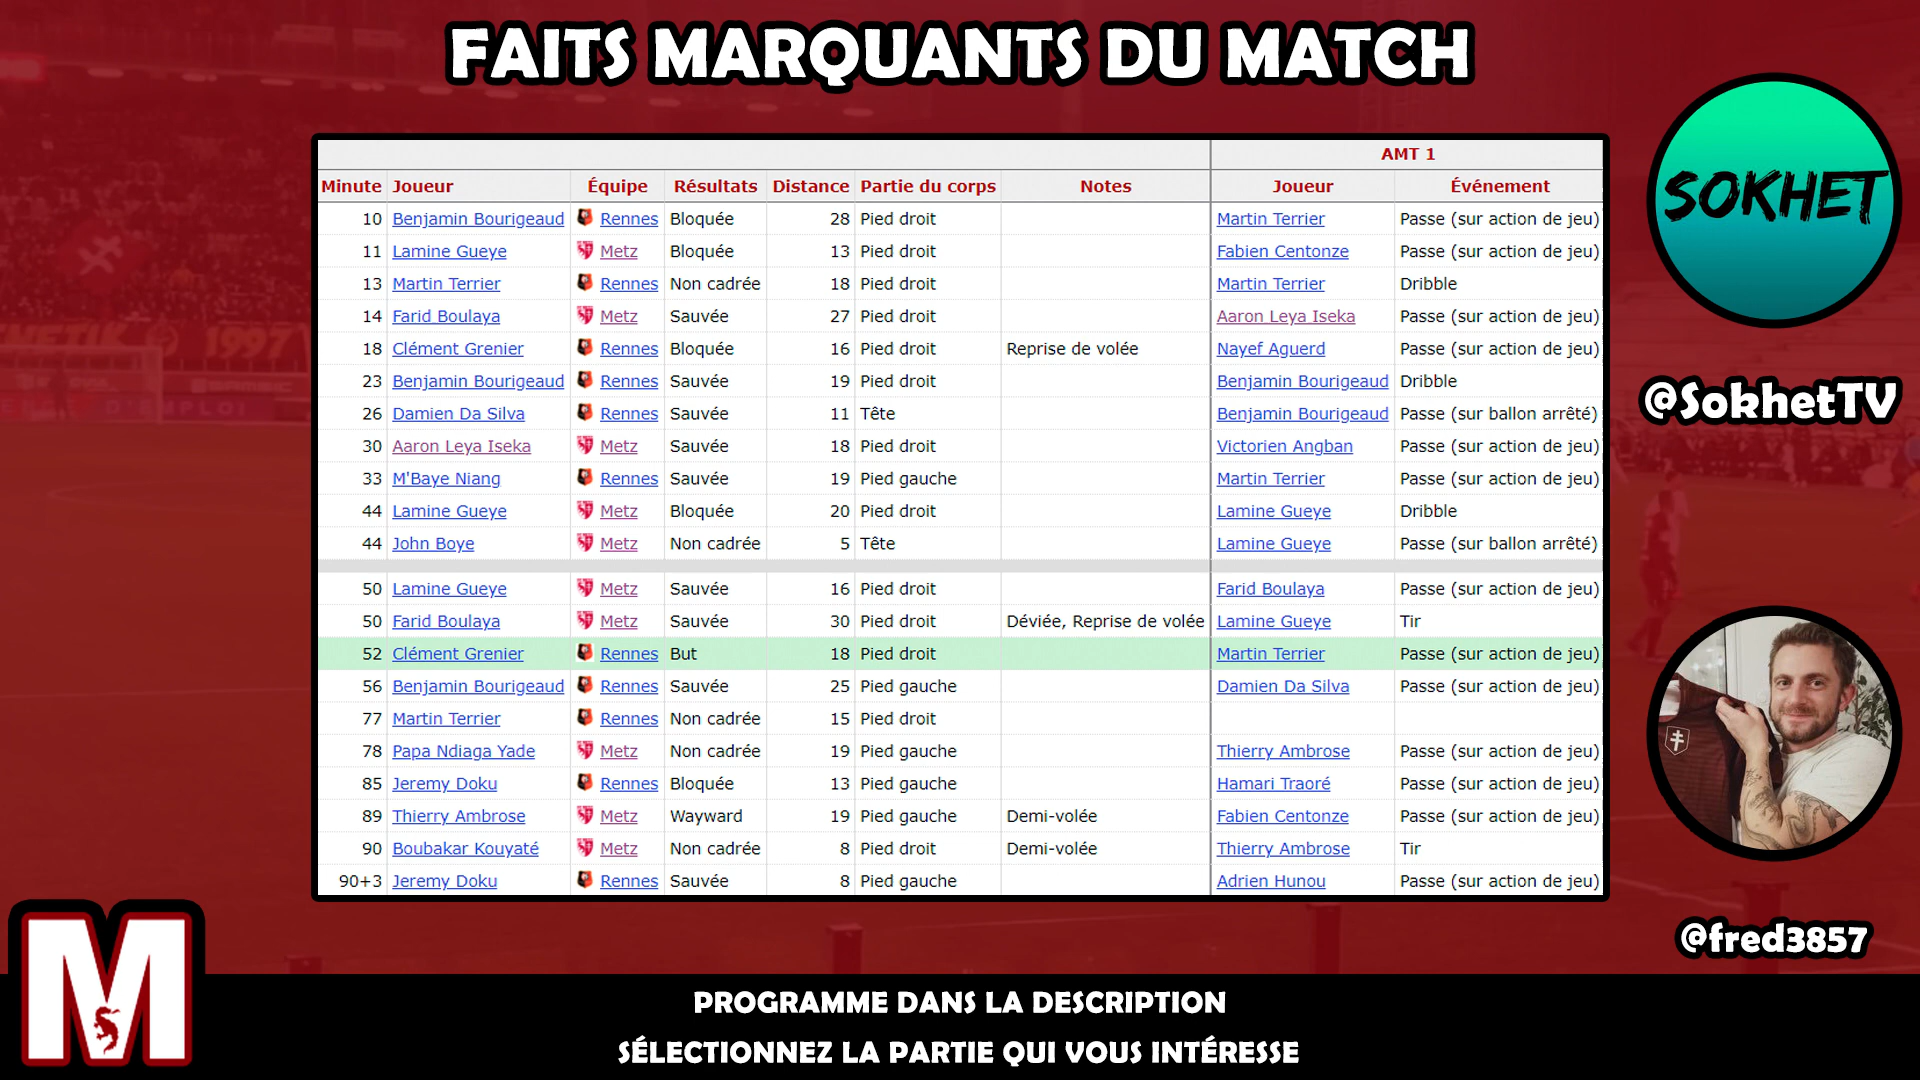 FAITS MARQUANTS DU MATCH
AMT 1
Minute Joueur Équipe Résultats Distance Partie du corps Notes Joueur Événement
10 Benjamin Bourigeaud Rennes Bloquée 28 Pied droit Martin Terrier Passe (sur action de jeu)
11 Lamine Gueye Metz Bloquée 13 Pied droit Fabien Centonze Passe (sur action de jeu)
13 Martin Terrier Rennes Non cadrée 18 Pied droit Martin Terrier Dribble
14 Farid Boulaya Metz Sauvée 27 Pied droit Aaron Leya Iseka Passe (sur action de jeu)
18 Clément Grenier Rennes Bloquée 16 Pied droit Reprise de volée Nayef Aguerd Passe (sur action de jeu)
23 Benjamin Bourigeaud Rennes Sauvée 19 Pied droit Benjamin Bourigeaud Dribble
26 Damien Da Silva Rennes Sauvée 11 Tête Benjamin Bourigeaud Passe (sur ballon arrêté)
30 Aaron Leya Iseka Metz Sauvée 18 Pied droit Victorien Angban Passe (sur action de jeu)
33 M'Baye Niang Rennes Sauvée 19 Pied gauche Martin Terrier Passe (sur action de jeu)
44 Lamine Gueye Metz Bloquée 20 Pied droit Lamine Gueye Dribble
44 John Boye Metz Non cadrée 5 Tête Lamine Gueye Passe (sur ballon arrêté)
50 Lamine Gueye Metz Sauvée 16 Pied droit Farid Boulaya Passe (sur action de jeu)
50 Farid Boulaya Metz Sauvée 30 Pied droit Déviée, Reprise de volée Lamine Gueye Tir
52 Clément Grenier Rennes But 18 Pied droit Martin Terrier Passe (sur action de jeu)
56 Benjamin Bourigeaud Rennes Sauvée 25 Pied gauche Damien Da Silva Passe (sur action de jeu)
77 Martin Terrier Rennes Non cadrée 15 Pied droit
78 Papa Ndiaga Yade Metz Non cadrée 19 Pied gauche Thierry Ambrose Passe (sur action de jeu)
85 Jeremy Doku Rennes Bloquée 13 Pied gauche Hamari Traoré Passe (sur action de jeu)
89 Thierry Ambrose Metz Wayward 19 Pied gauche Demi-volée Fabien Centonze Passe (sur action de jeu)
90 Boubakar Kouyaté Metz Non cadrée 8 Pied droit Demi-volée Thierry Ambrose Tir
90+3 Jeremy Doku Rennes Sauvée 8 Pied gauche Adrien Hunou Passe (sur action de jeu)
SOKHET
@SokhetTV
@fred3857
1997
M
PROGRAMME DANS LA DESCRIPTION
SÉLECTIONNEZ LA PARTIE QUI VOUS INTÉRESSE